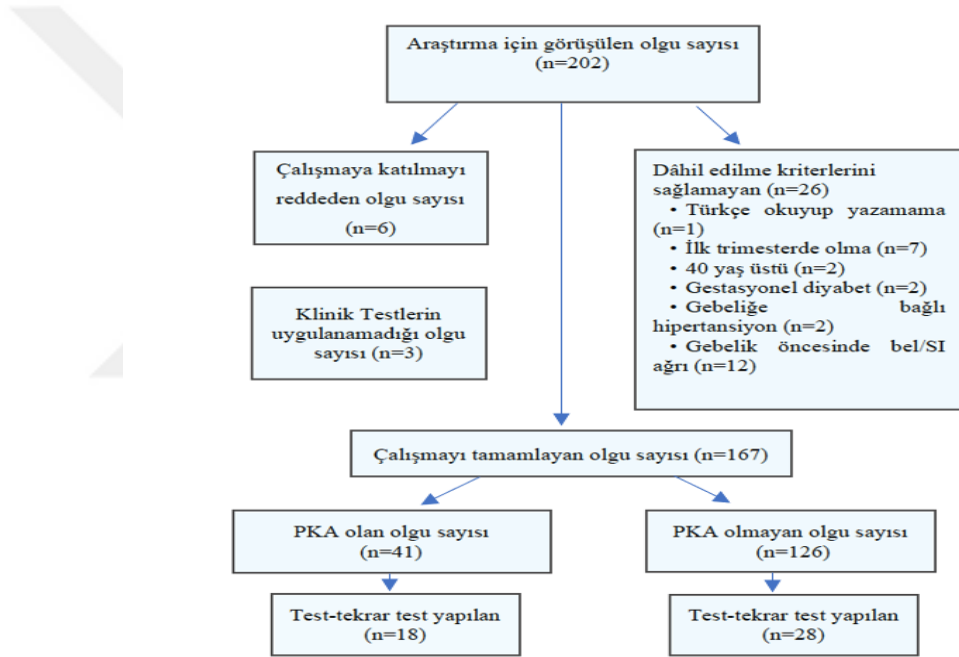 Araştırma için görüşülen olgu sayısı
(n=202)
Çalışmaya katılmayı
reddeden olgu sayısı
(n=6)
Klinik Testlerin
uygulanamadığı olgu
sayısı (n=3)
Dâhil edilme kriterlerini
sağlamayan (n=26)
• Türkçe okuyup yazamama
(n=1)
• İlk trimesterde olma (n=7)
• 40 yaş üstü (n=2)
• Gestasyonel diyabet (n=2)
• Gebeliğe bağlı
hipertansiyon (n=2)
• Gebelik öncesinde bel/SI
ağrı (n=12)
Çalışmayı tamamlayan olgu sayısı (n=167)
PKA olan olgu sayısı
(n=41)
PKA olmayan olgu sayısı
(n=126)
Test-tekrar test yapılan
(n=18)
Test-tekrar test yapılan
(n=28)